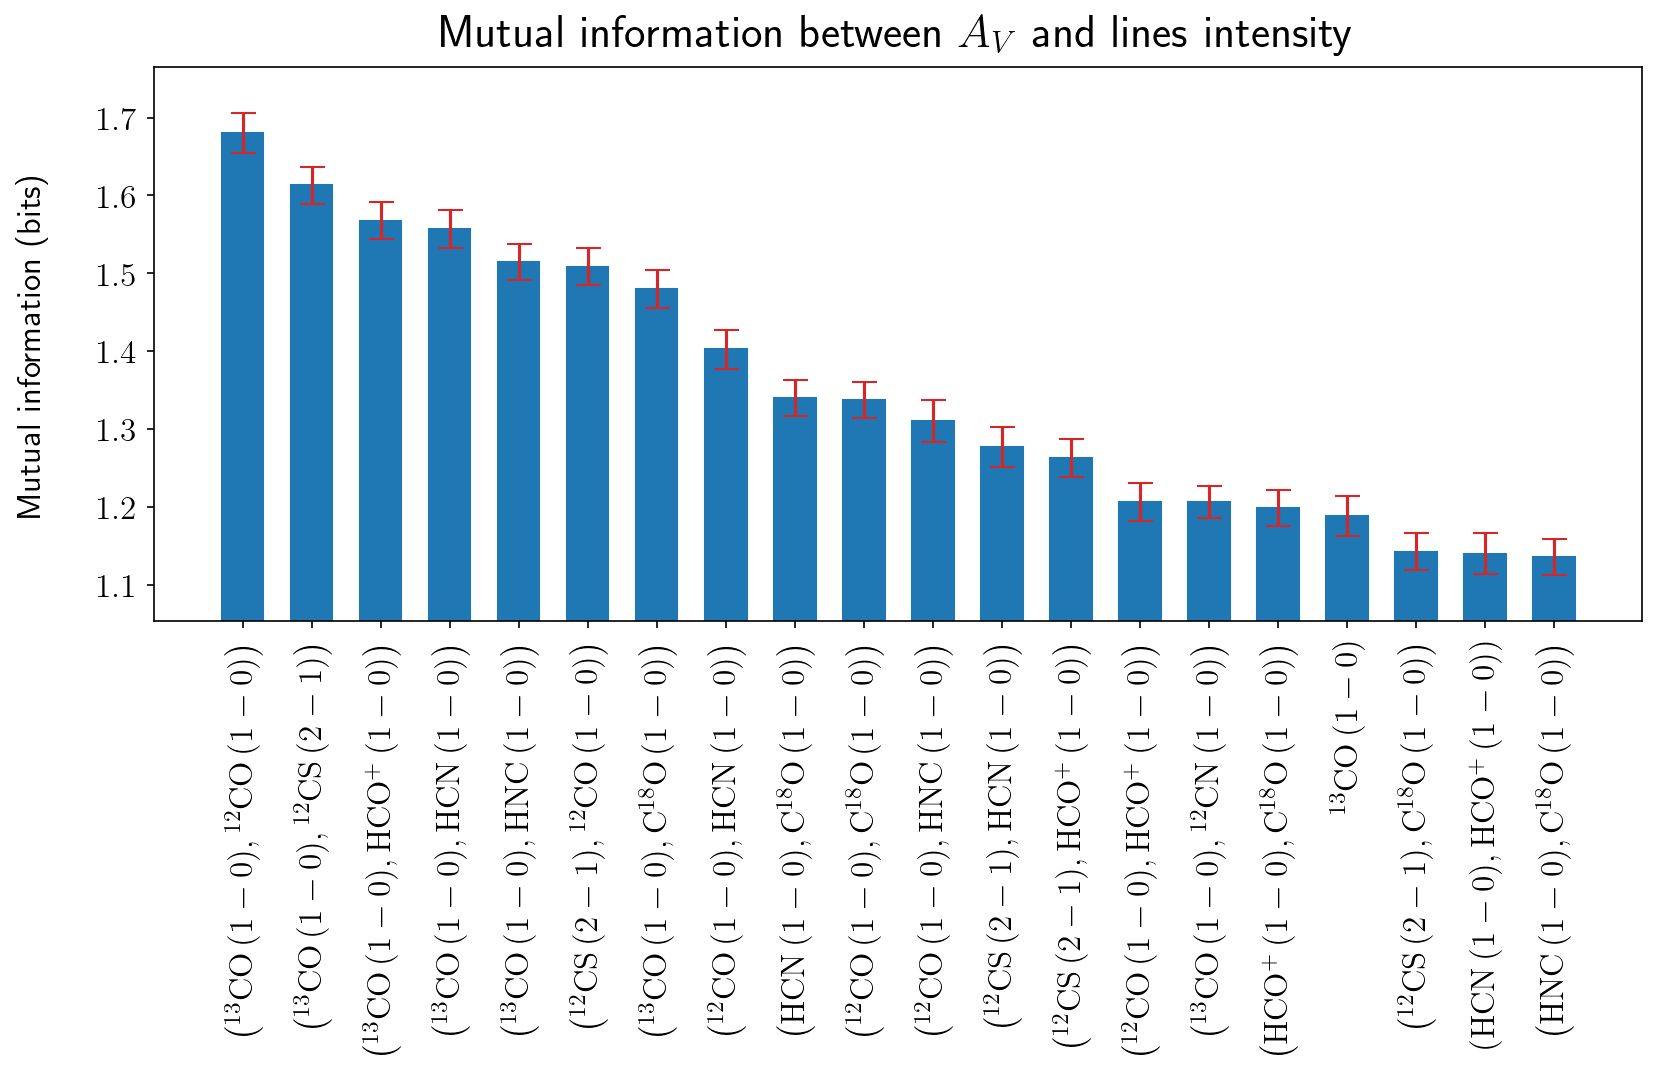 Mutual information between A_V and lines intensity
Mutual information (bits)
1.7
1.6
1.5
1.4
1.3
1.2
1.1
(¹³CO (1 − 0), ¹²CO (1 − 0))
(¹³CO (1 − 0), ¹²CS (2 − 1))
(¹³CO (1 − 0), HCO⁺ (1 − 0))
(¹³CO (1 − 0), HCN (1 − 0))
(¹³CO (1 − 0), HNC (1 − 0))
(¹²CS (2 − 1), ¹²CO (1 − 0))
(¹³CO (1 − 0), C¹⁸O (1 − 0))
(¹²CO (1 − 0), HCN (1 − 0))
(HCN (1 − 0), C¹⁸O (1 − 0))
(¹²CO (1 − 0), C¹⁸O (1 − 0))
(¹²CO (1 − 0), HNC (1 − 0))
(¹²CS (2 − 1), HCN (1 − 0))
(¹²CS (2 − 1), HCO⁺ (1 − 0))
(¹²CO (1 − 0), HCO⁺ (1 − 0))
(¹³CO (1 − 0), ¹²CN (1 − 0))
(HCO⁺ (1 − 0), C¹⁸O (1 − 0))
¹³CO (1 − 0)
(¹²CS (2 − 1), C¹⁸O (1 − 0))
(HCN (1 − 0), HCO⁺ (1 − 0))
(HNC (1 − 0), C¹⁸O (1 − 0))